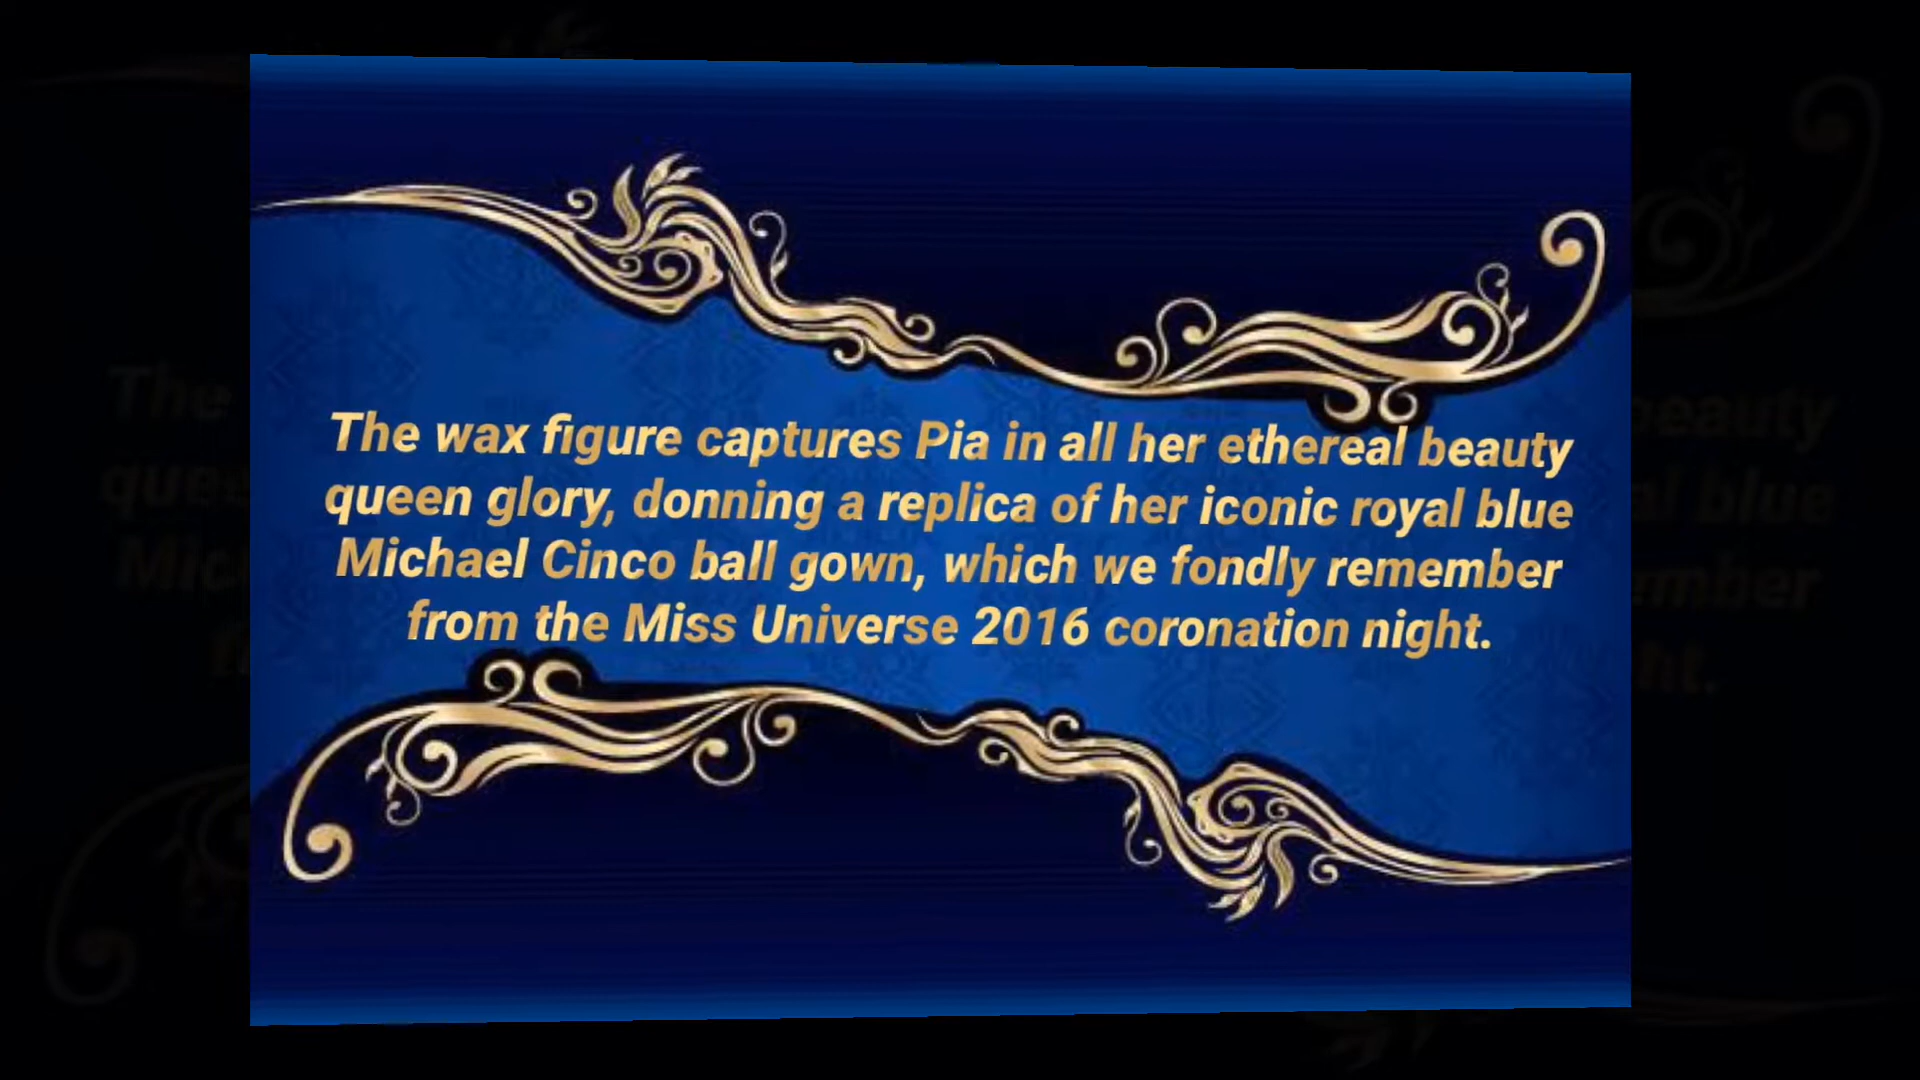 The wax figure captures Pia in all her ethereal beauty
queen glory, donning a replica of her iconic royal blue
Michael Cinco ball gown, which we fondly remember
from the Miss Universe 2016 coronation night.